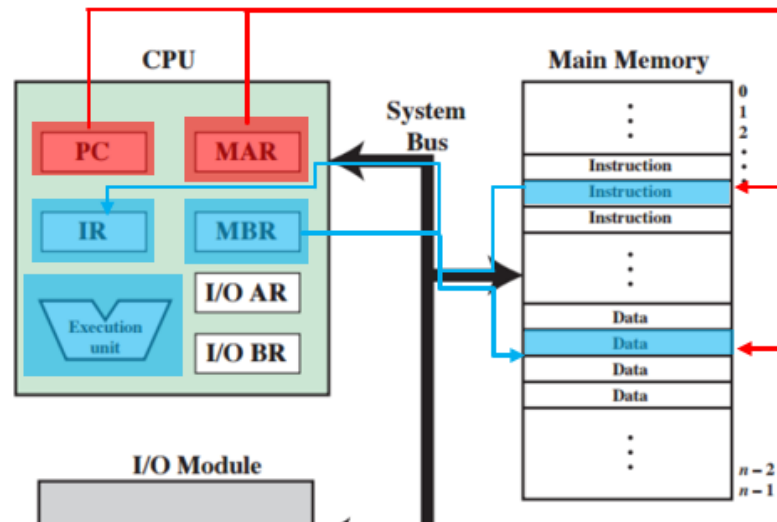 CPU
Main Memory
System
Bus
PC
MAR
IR
MBR
I/O AR
I/O BR
Execution
unit
0
1
2
Instruction
Instruction
Instruction
Data
Data
Data
Data
n – 2
n – 1
I/O Module